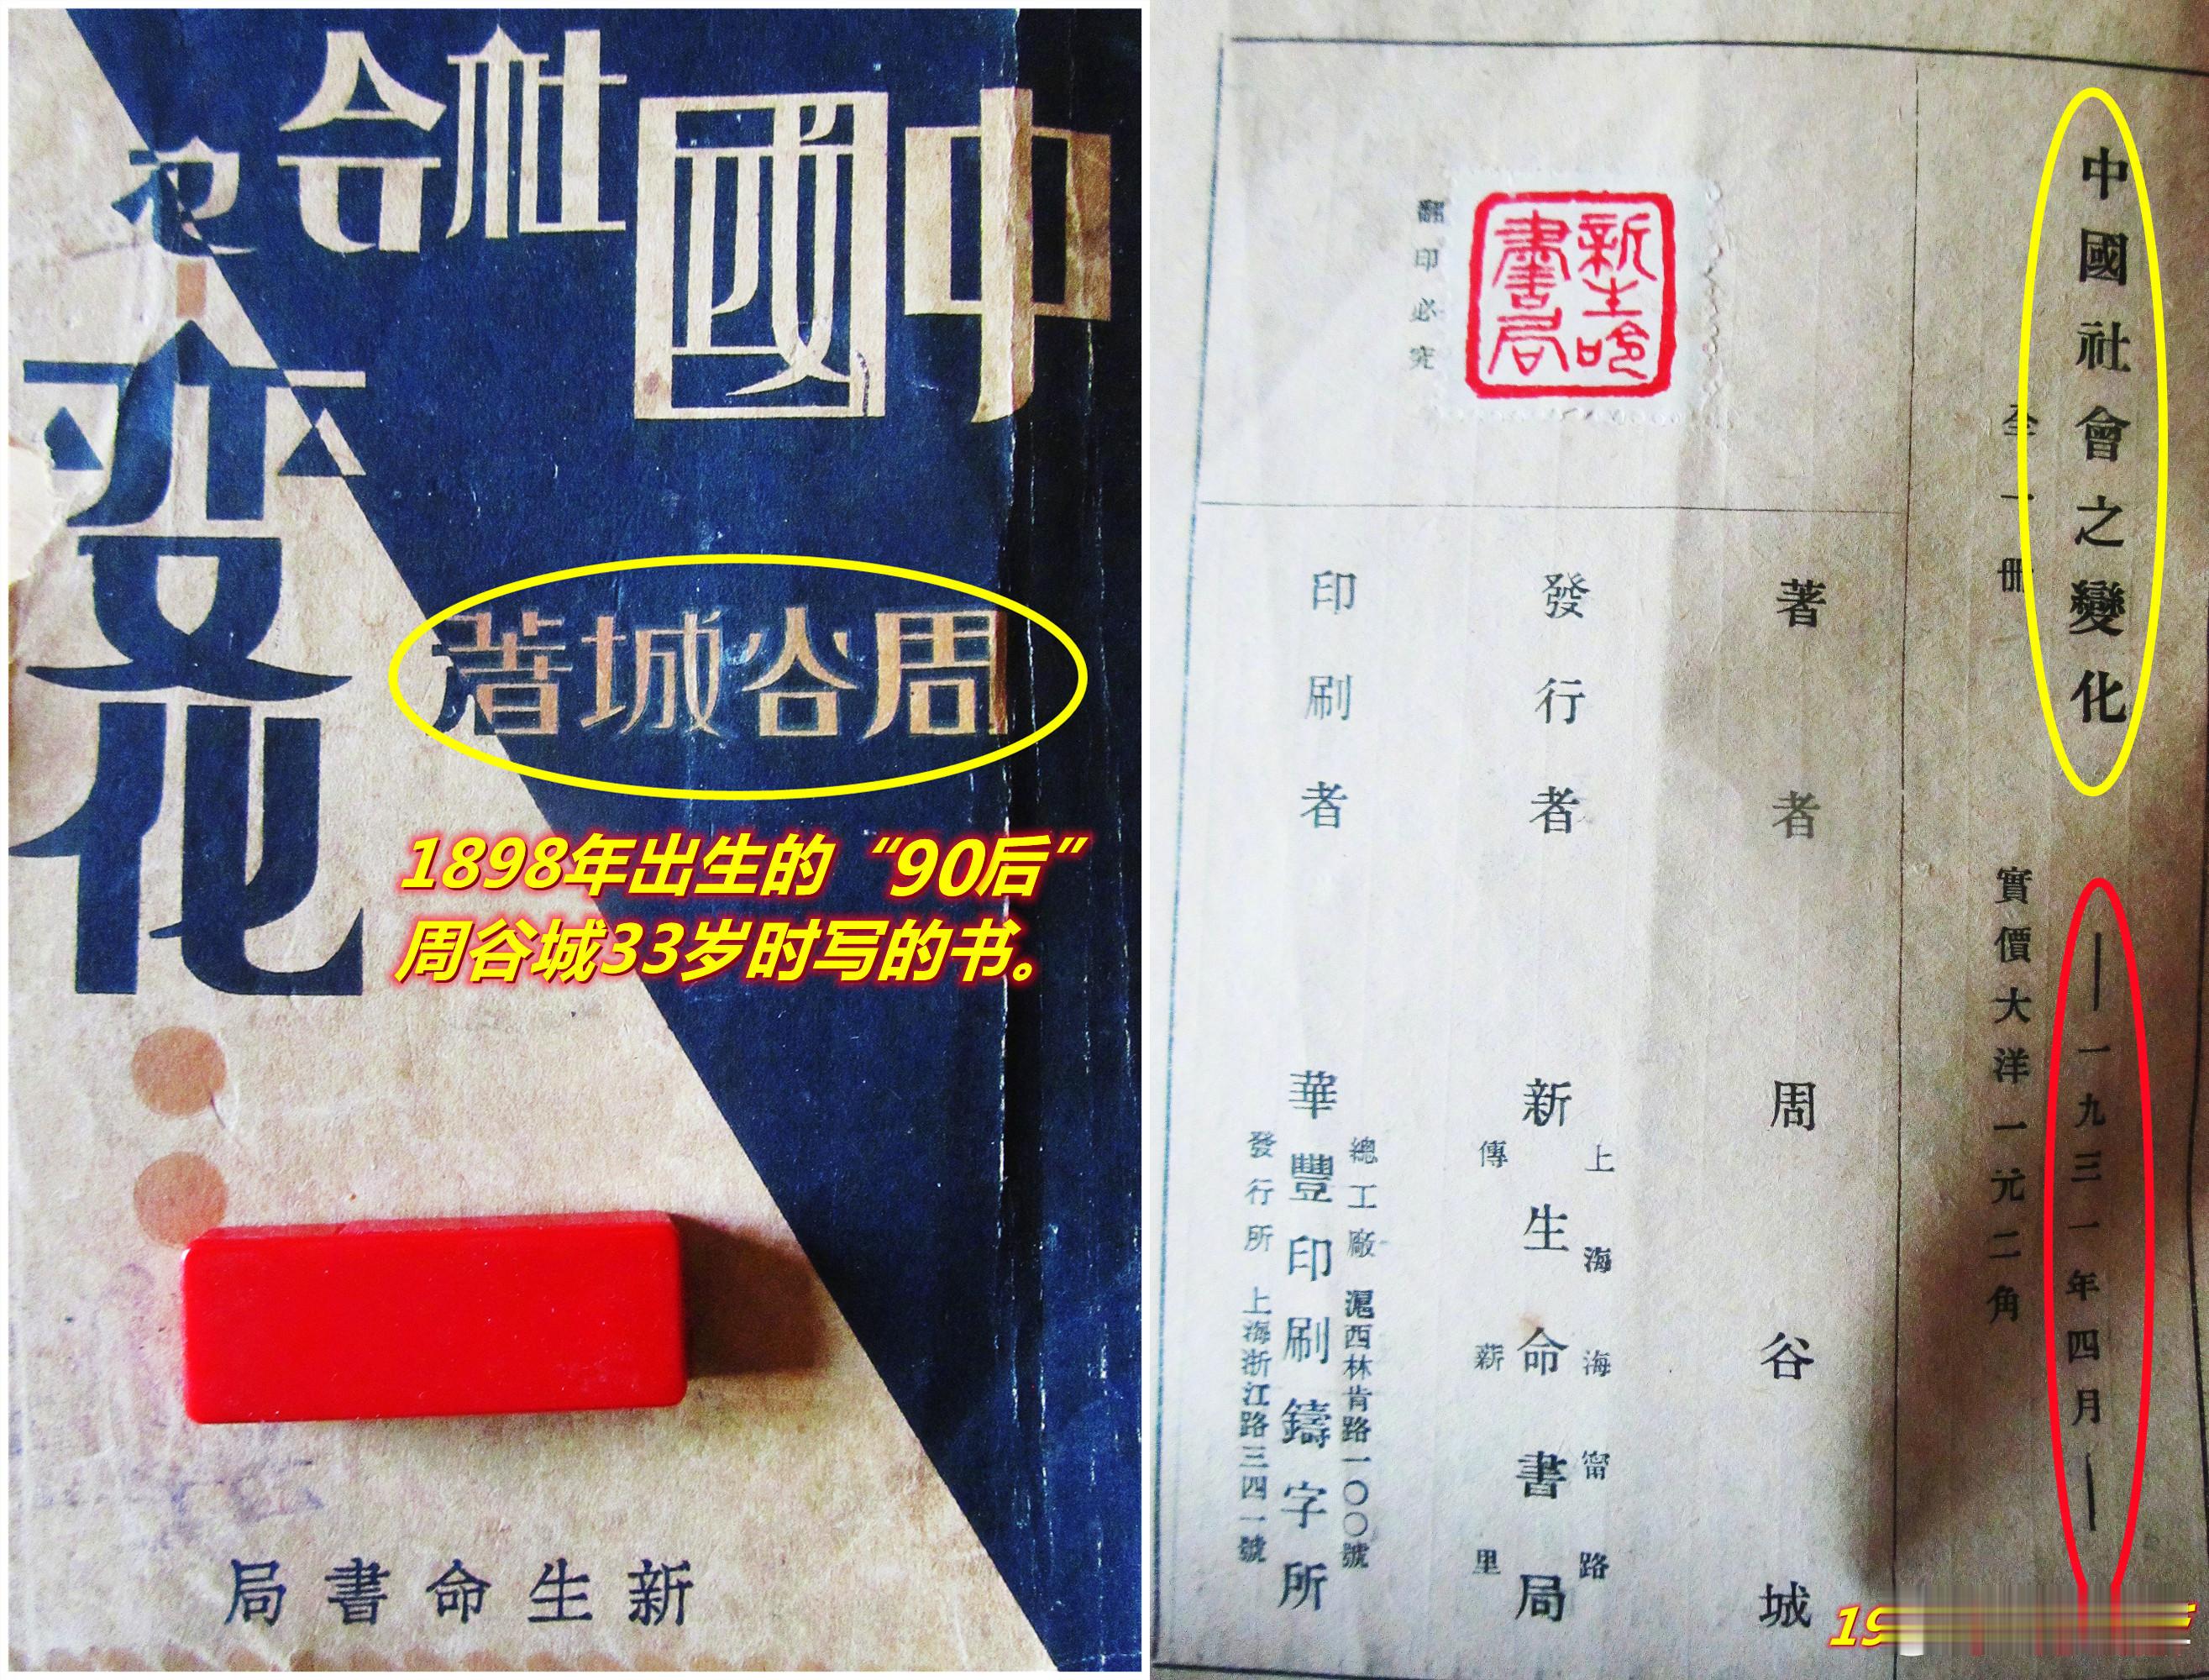 中國社会之
变化
周谷城著
1898年出生的“90后”
周谷城33岁时写的书。
新生命書局
中國社會之變化
——一九三一年四月——
全一冊
實價大洋一元二角
新生命
書局
翻印必究
著者 周谷城
發行者 新生命書局
上海海甯路
傳薪里
印刷者 華豐印刷鑄字所
總工廠 滬西林肯路一〇〇號
發行所 上海浙江路三四一號